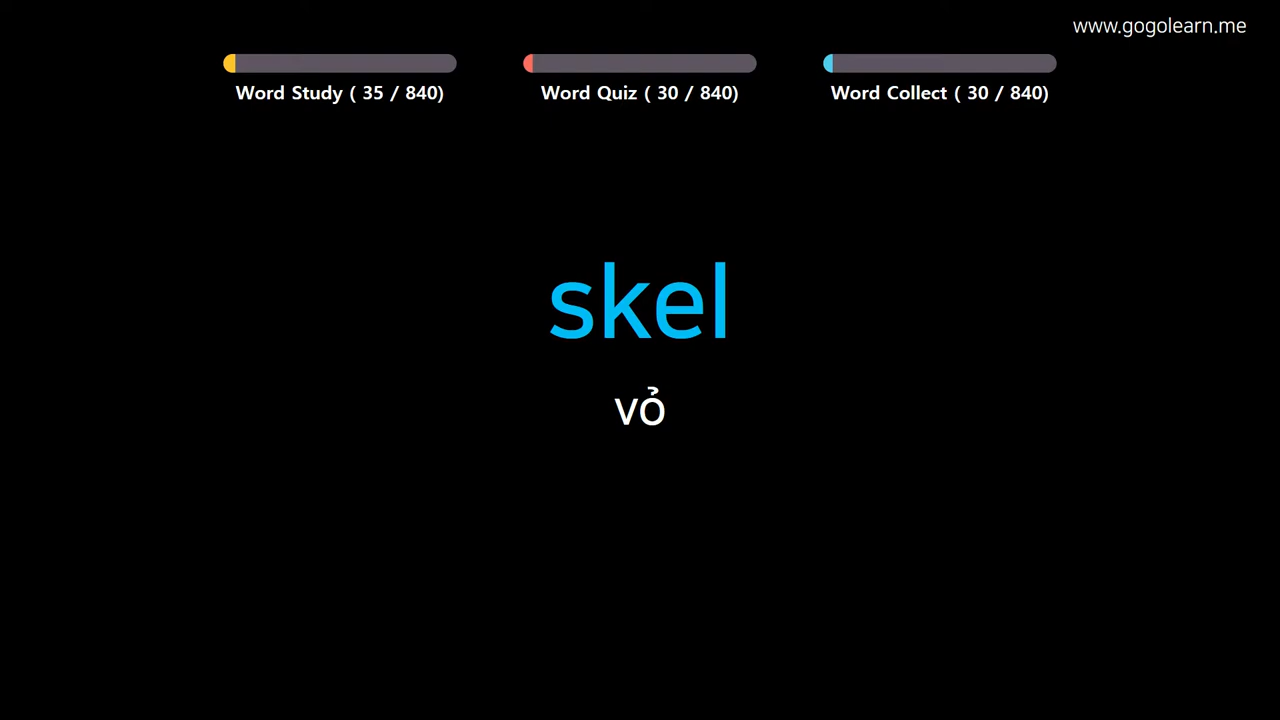 www.gogolearn.me
Word Study ( 35 / 840)
Word Quiz ( 30 / 840)
Word Collect ( 30 / 840)
skel
vỏ